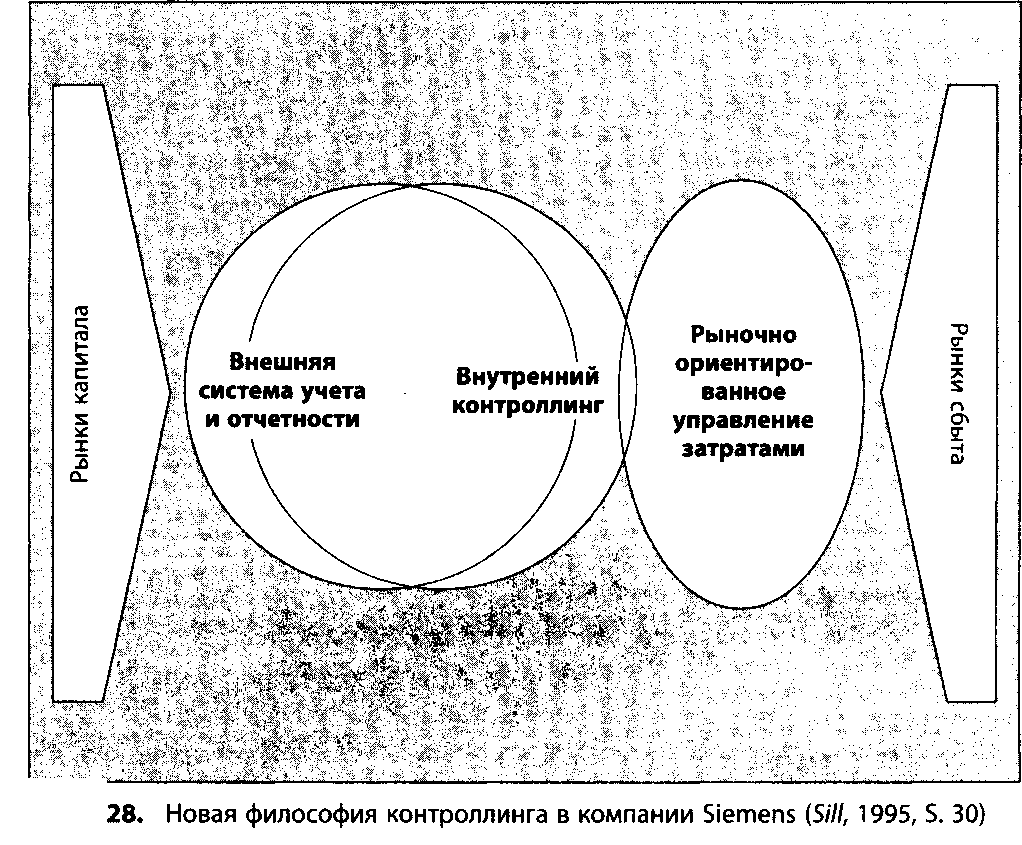 Рынки капитала
Внешняя
система учета
и отчетности
Внутренний
контроллинг
Рыночно
ориентиро-
ванное
управление
затратами
Рынки сбыта
28. Новая философия контроллинга в компании Siemens (Sill, 1995, S. 30)